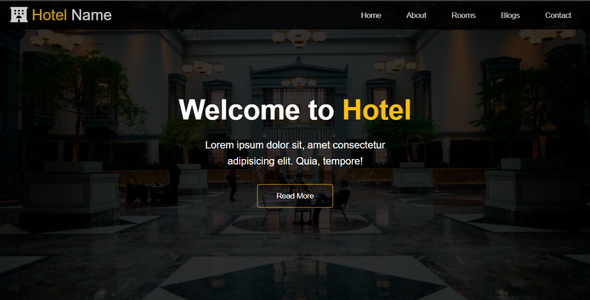 Hotel Name
Home About Rooms Blogs Contact
Welcome to Hotel
Lorem ipsum dolor sit, amet consectetur
adipisicing elit. Quia, tempore!
Read More